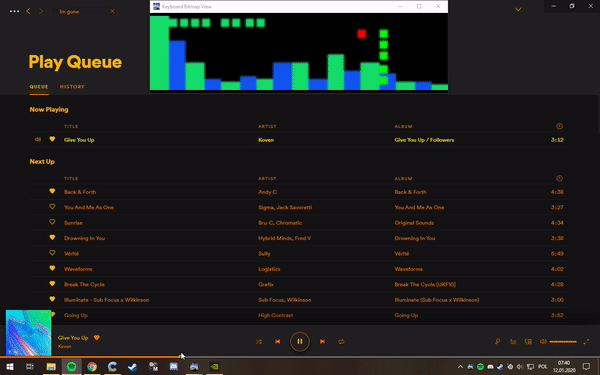 Keyboard Bitmap View
im gone
Play Queue
QUEUE HISTORY
Now Playing
TITLE ARTIST ALBUM
Give You Up Koven Give You Up / Followers 3:12
Next Up
TITLE ARTIST ALBUM
Back & Forth Andy C Back & Forth 4:38
You And Me As One Sigma, Jack Savoretti You And Me As One 3:27
Sunrise Bru-C, Chromatic Original Sounds 4:34
Drowning In You Hybrid Minds, Fred V Drowning In You 3:38
Vérité Sully Vérité 5:49
Waveforms Logistics Waveforms 4:02
Break The Cycle Grafix Break The Cycle [UKF10] 4:28
Illuminate - Sub Focus x Wilkinson Sub Focus, Wilkinson Illuminate (Sub Focus x Wilkinson) 3:00
Going Up High Contrast Going Up 3:52
Give You Up
Koven
POL
07:40
12.01.2020